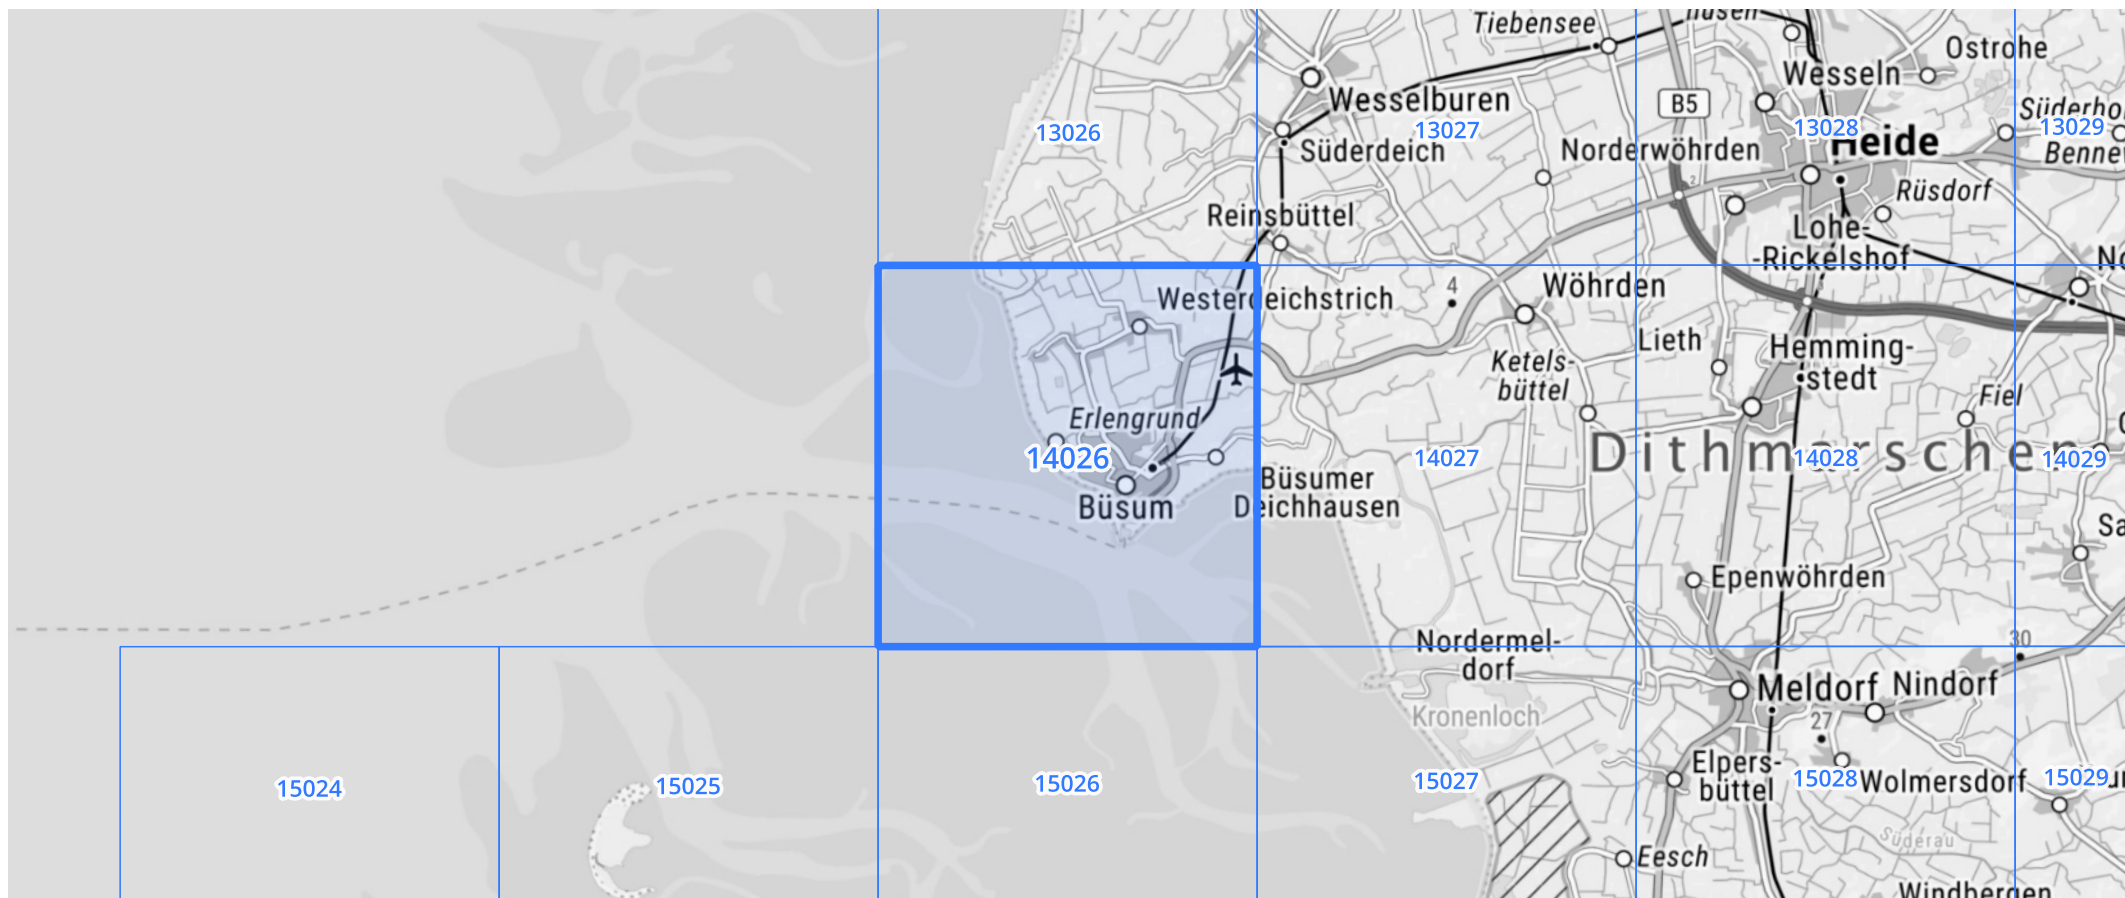 Tiebensee
Ostrohe
Wesseln
B5
Wesselburen
13026
13027
13028
13029
Heide
Süderdeich
Norderwöhrden
2
Rüsdorf
Reinsbüttel
Lohe-
-Rickelshof
Westerdeichstrich
4
Wöhrden
Lieth
Hemming-
stedt
Ketels-
büttel
Fiel
Erlengrund
Dithmarschen
14026
14027
14028
14029
Büsum
Büsumer
Deichhausen
Epenwöhrden
30
Nordermel-
dorf
Meldorf
Nindorf
Kronenloch
27
Elpers-
büttel
Wolmersdorf
15024
15025
15026
15027
15028
15029
Süderau
Eesch
Windbergen